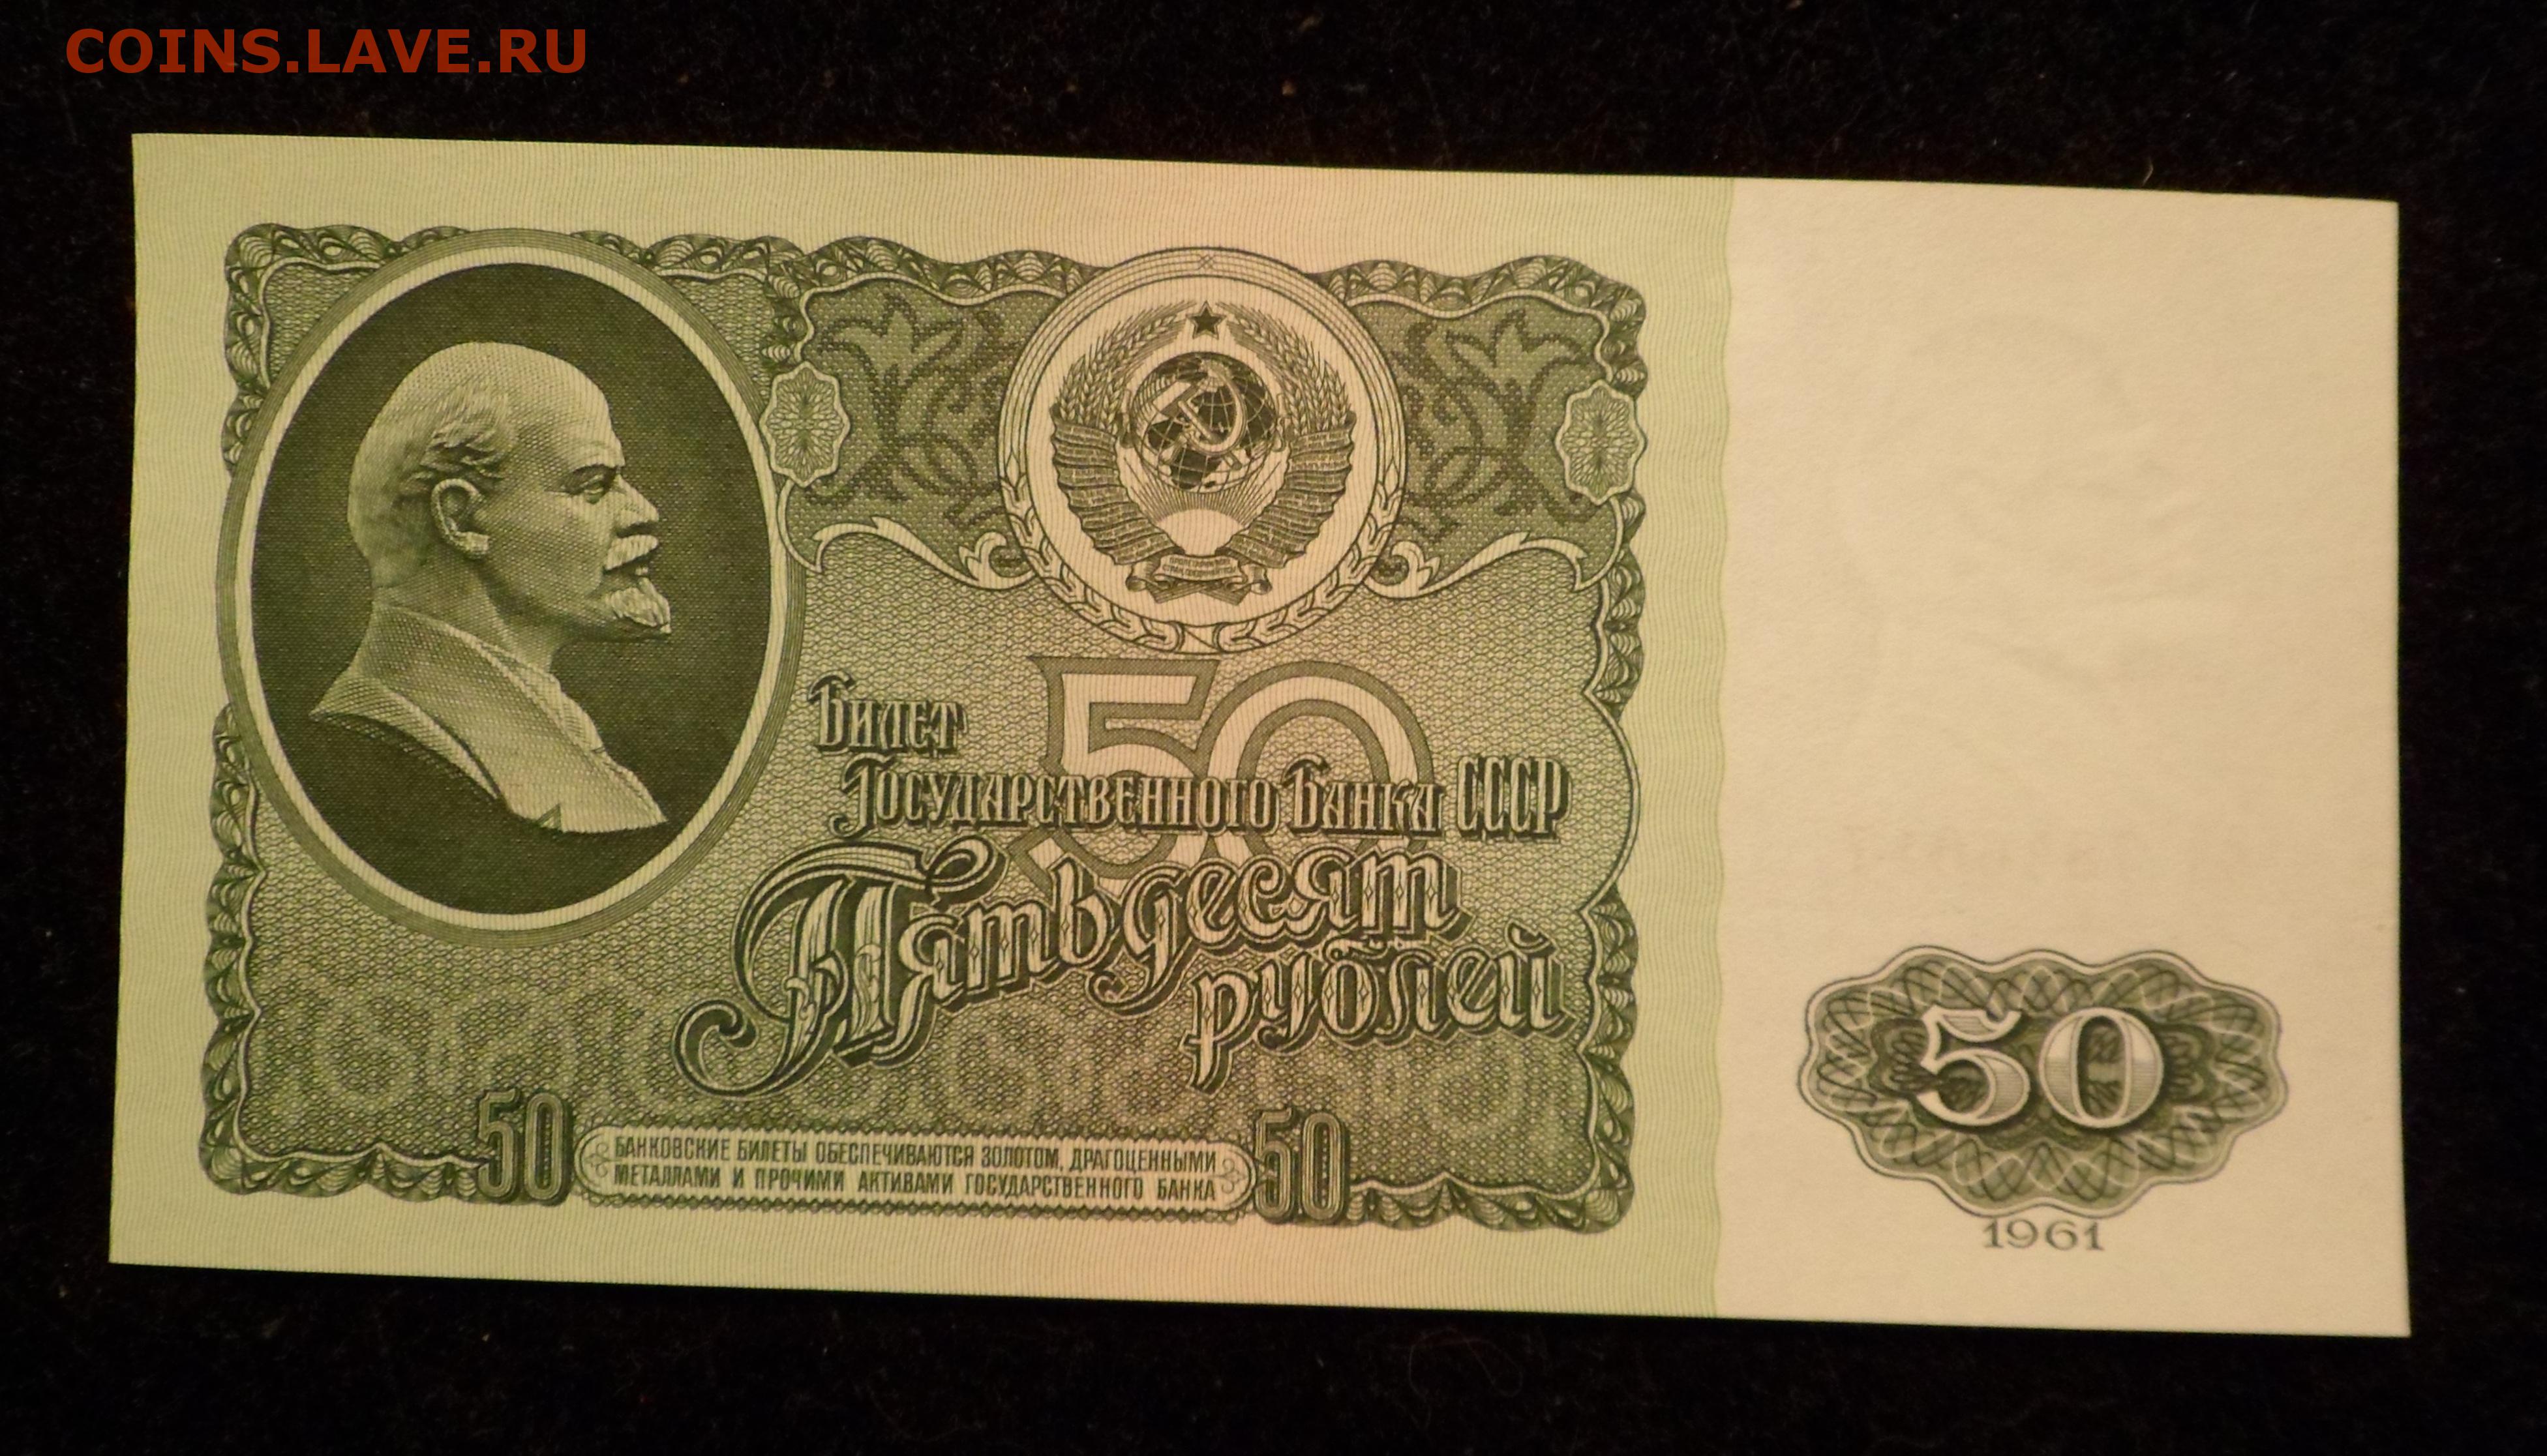 COINS.LAVE.RU
50
Билет
Государственного Банка СССР
Пятьдесят
рублей
50
БАНКОВСКИЕ БИЛЕТЫ ОБЕСПЕЧИВАЮТСЯ ЗОЛОТОМ, ДРАГОЦЕННЫМИ
МЕТАЛЛАМИ И ПРОЧИМИ АКТИВАМИ ГОСУДАРСТВЕННОГО БАНКА
50
50
1961